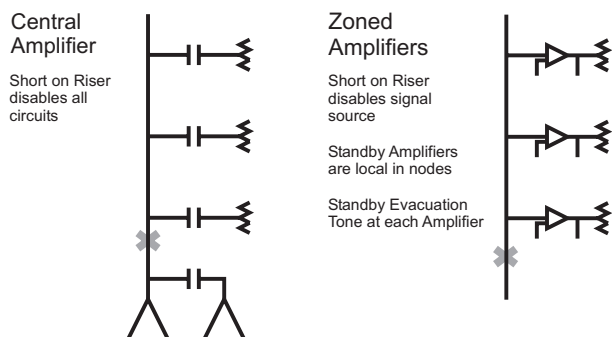 Central
Amplifier
Short on Riser
disables all
circuits
Zoned
Amplifiers
Short on Riser
disables signal
source
Standby Amplifiers
are local in nodes
Standby Evacuation
Tone at each Amplifier